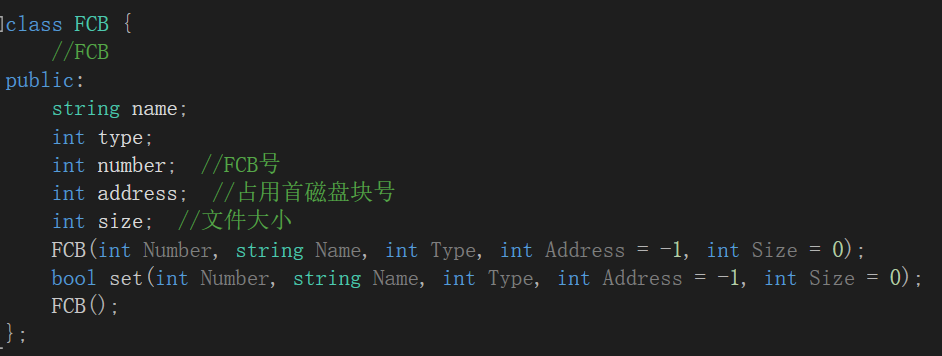 class FCB {
//FCB
public:
string name;
int type;
int number;  //FCB号
int address;  //占用首磁盘块号
int size;  //文件大小
FCB(int Number, string Name, int Type, int Address = -1, int Size = 0);
bool set(int Number, string Name, int Type, int Address = -1, int Size = 0);
FCB();
};